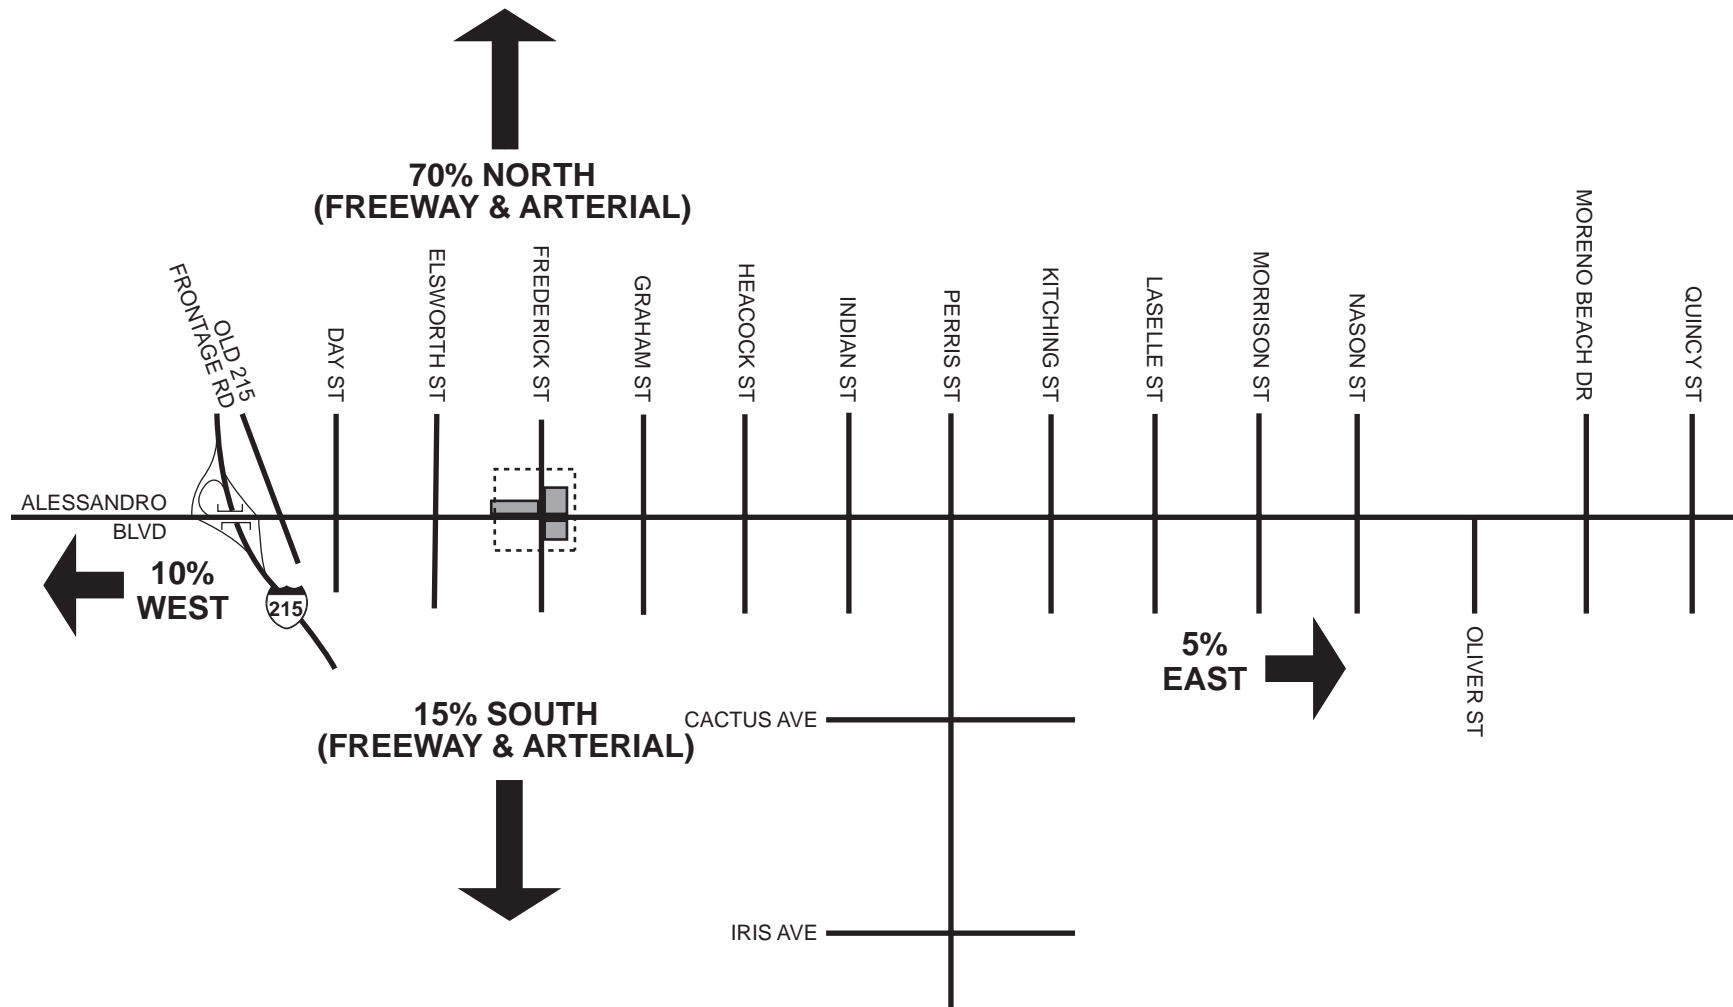 70% NORTH
(FREEWAY & ARTERIAL)
FRONTAGE RD
OLD 215
DAY ST
ELSWORTH ST
FREDERICK ST
GRAHAM ST
HEACOCK ST
INDIAN ST
PERRIS ST
KITCHING ST
LASELLE ST
MORRISON ST
NASON ST
MORENO BEACH DR
QUINCY ST
ALESSANDRO
BLVD
10%
WEST
215
5%
EAST
OLIVER ST
15% SOUTH
(FREEWAY & ARTERIAL)
CACTUS AVE
IRIS AVE